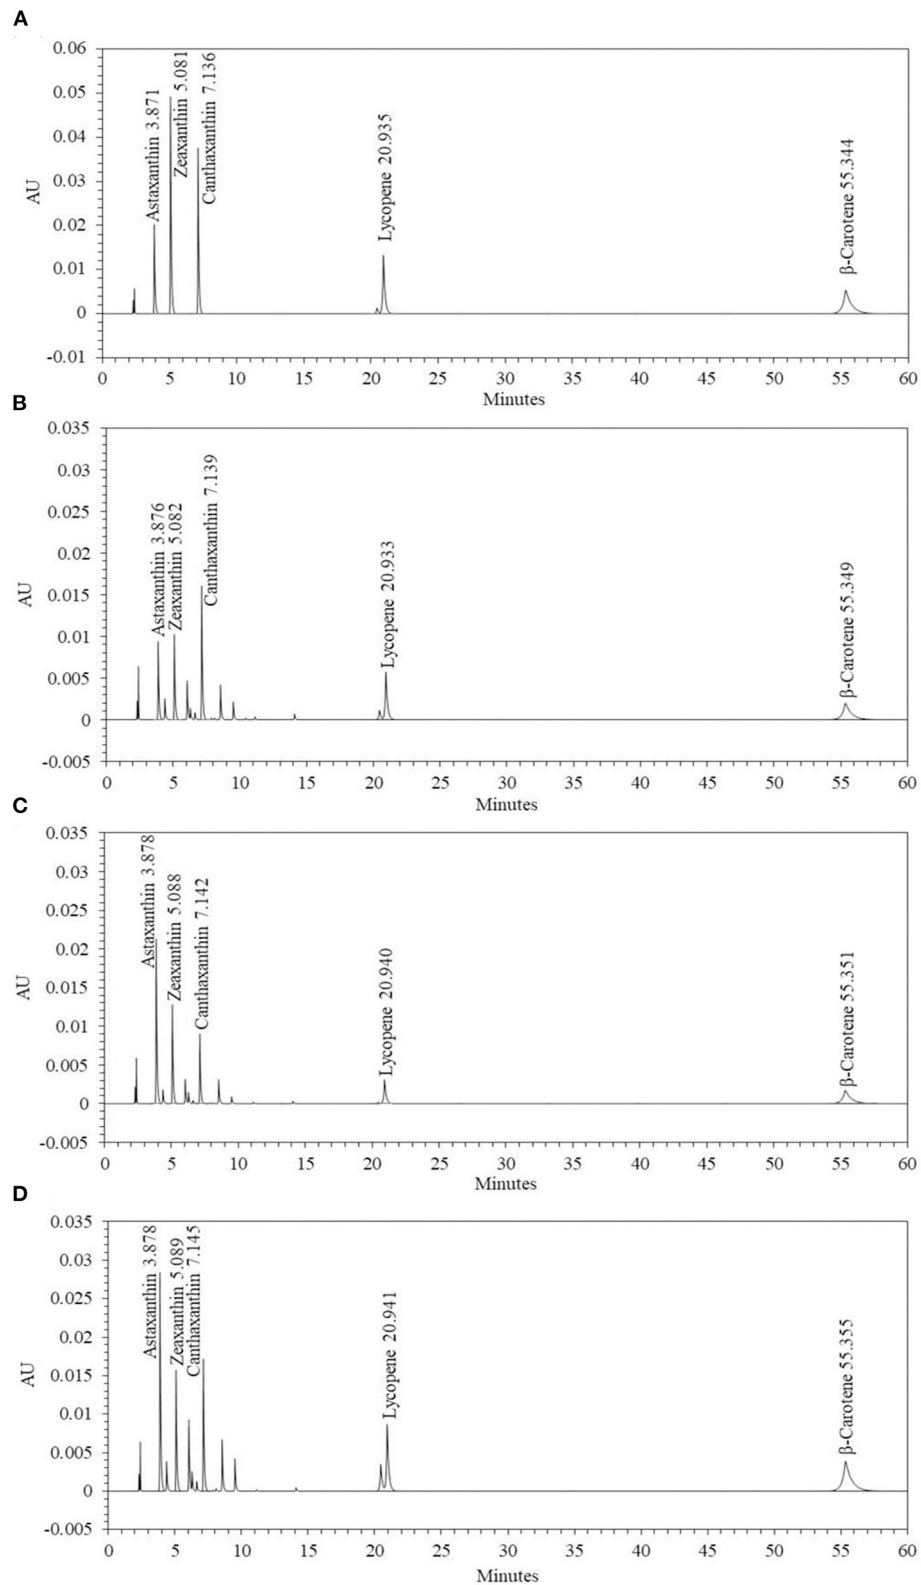 A
0.06
0.05
0.04
0.03
0.02
0.01
0
-0.01
AU
Astaxanthin 3.871
Zeaxanthin 5.081
Canthaxanthin 7.136
Lycopene 20.935
β-Carotene 55.344
0 5 10 15 20 25 30 35 40 45 50 55 60
Minutes
B
0.035
0.03
0.025
0.02
0.015
0.01
0.005
0
-0.005
AU
Astaxanthin 3.876
Zeaxanthin 5.082
Canthaxanthin 7.139
Lycopene 20.933
β-Carotene 55.349
0 5 10 15 20 25 30 35 40 45 50 55 60
Minutes
C
0.035
0.03
0.025
0.02
0.015
0.01
0.005
0
-0.005
AU
Astaxanthin 3.878
Zeaxanthin 5.088
Canthaxanthin 7.142
Lycopene 20.940
β-Carotene 55.351
0 5 10 15 20 25 30 35 40 45 50 55 60
Minutes
D
0.035
0.03
0.025
0.02
0.015
0.01
0.005
0
-0.005
AU
Astaxanthin 3.878
Zeaxanthin 5.089
Canthaxanthin 7.145
Lycopene 20.941
β-Carotene 55.355
0 5 10 15 20 25 30 35 40 45 50 55 60
Minutes